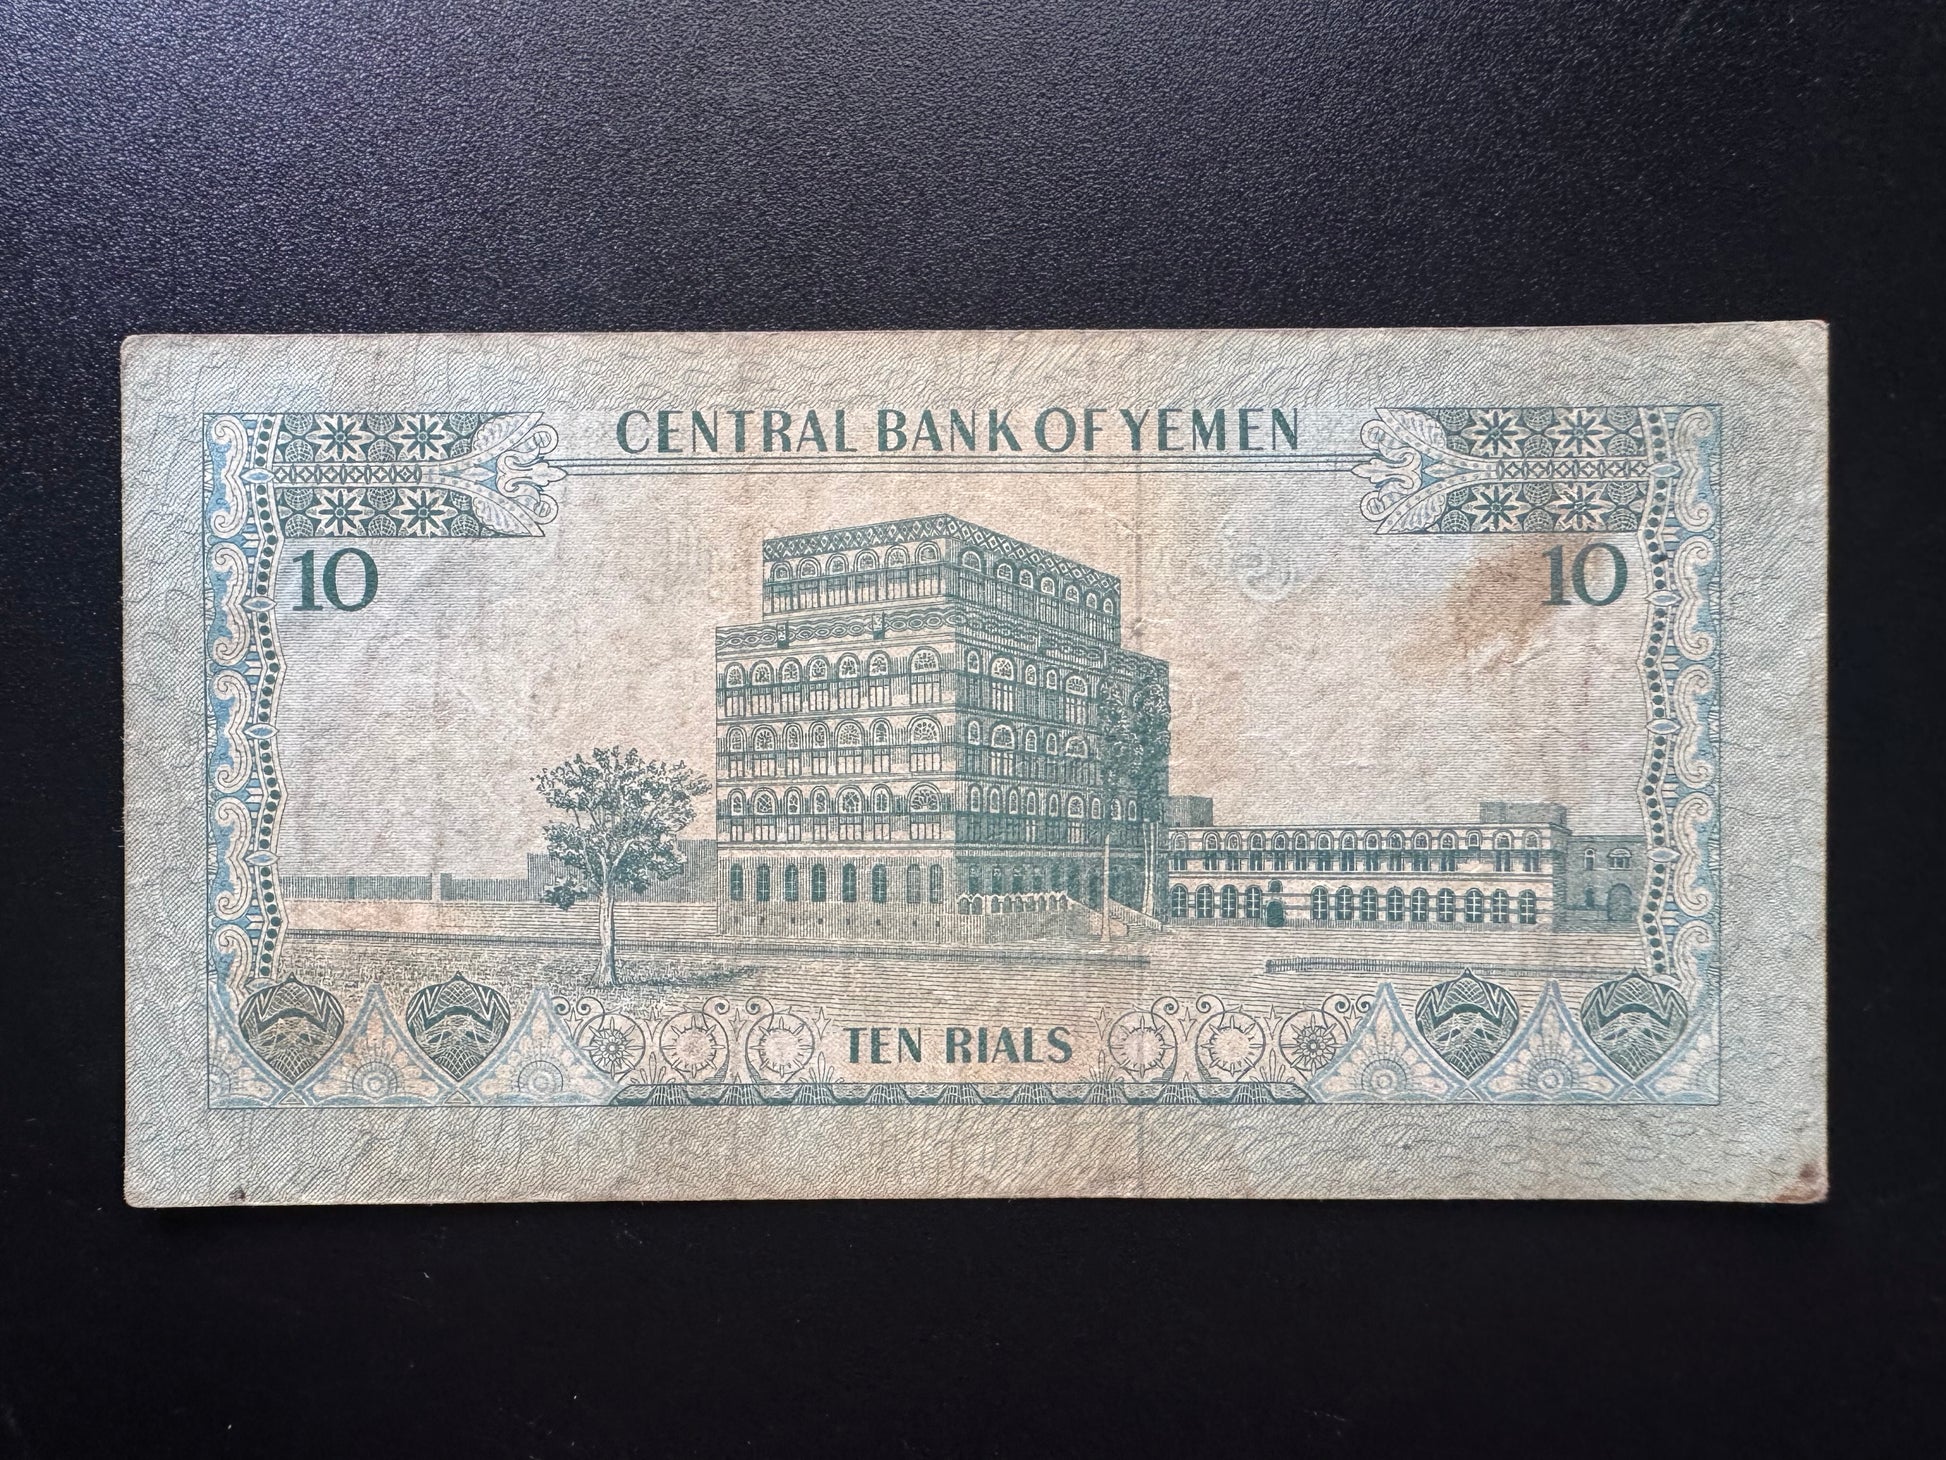 CENTRAL BANK OF YEMEN
10 10
TEN RIALS